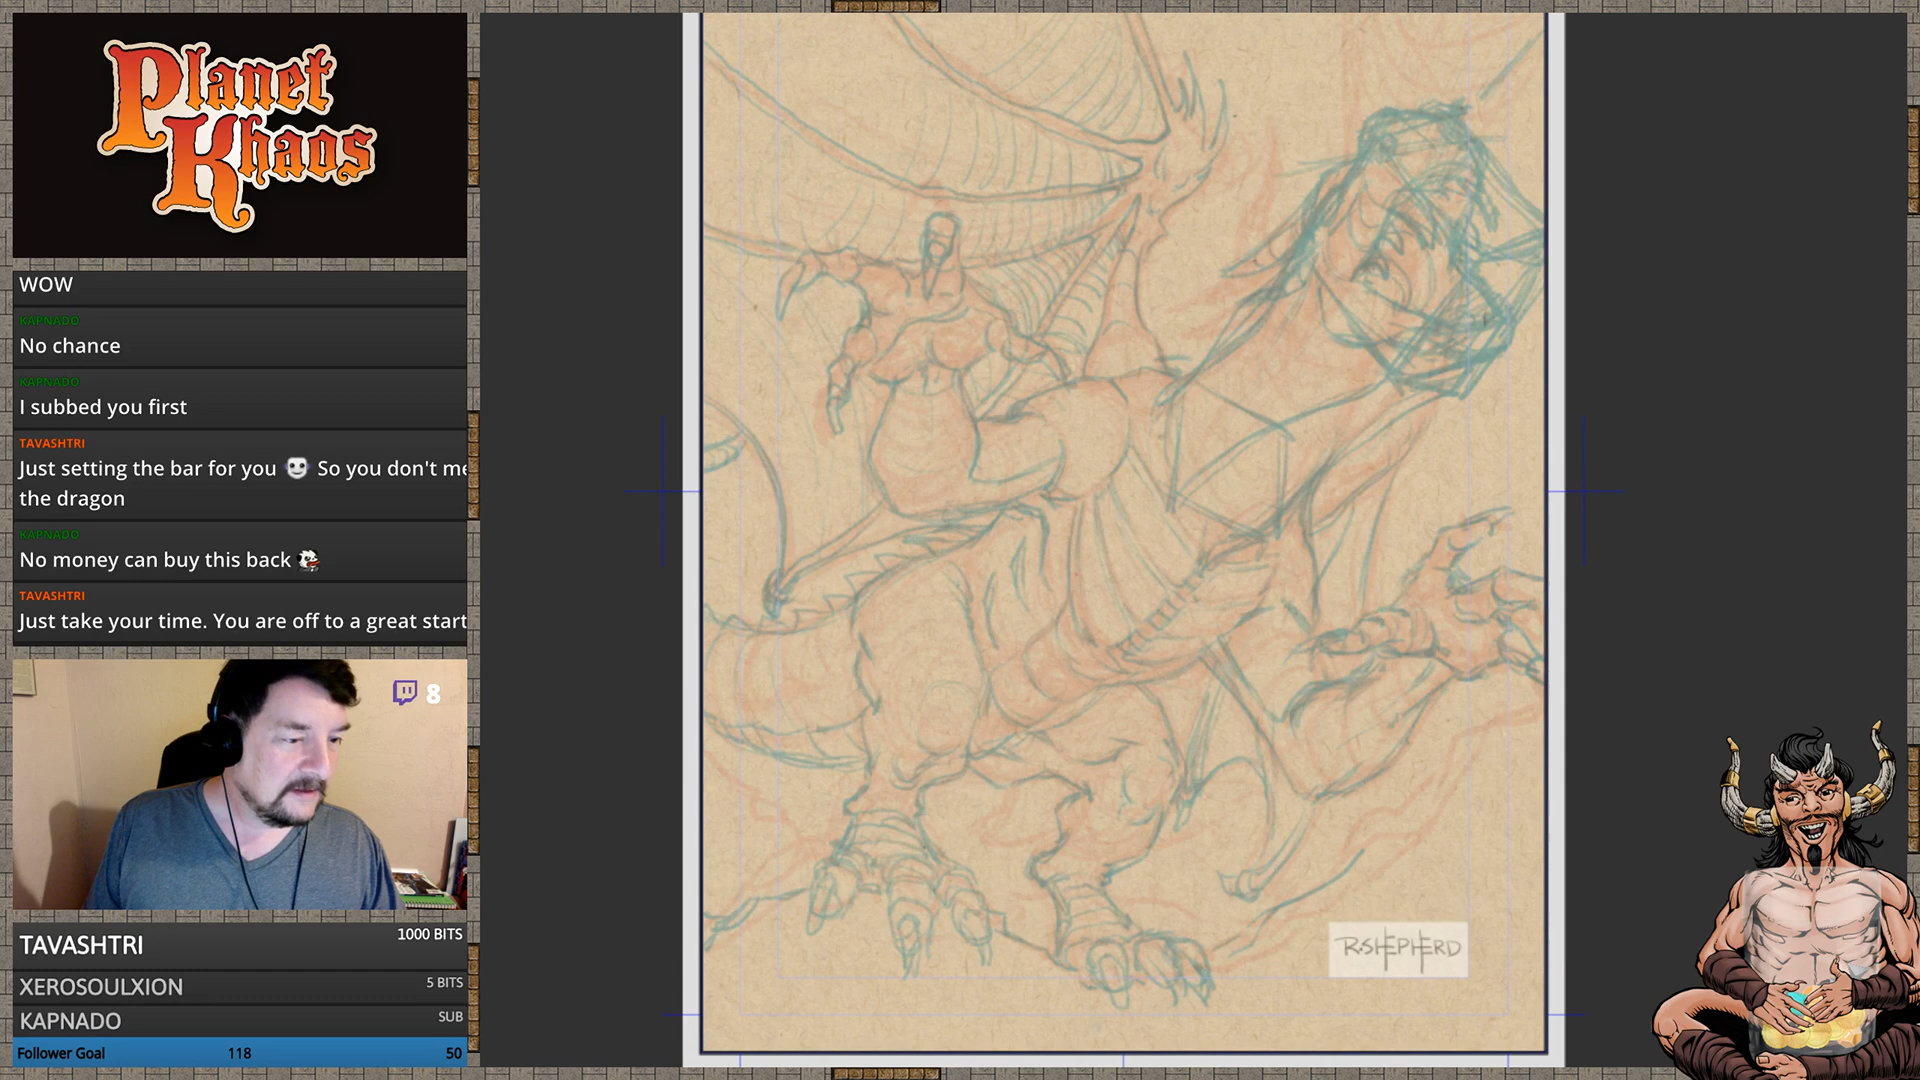 Planet
Khaos
WOW
KAPNADO
No chance
KAPNADO
I subbed you first
TAVASHTRI
Just setting the bar for you So you don't me
the dragon
KAPNADO
No money can buy this back
TAVASHTRI
Just take your time. You are off to a great start
8
TAVASHTRI 1000 BITS
XEROSOULXION 5 BITS
KAPNADO SUB
Follower Goal 118 50
R.SHEPHERD